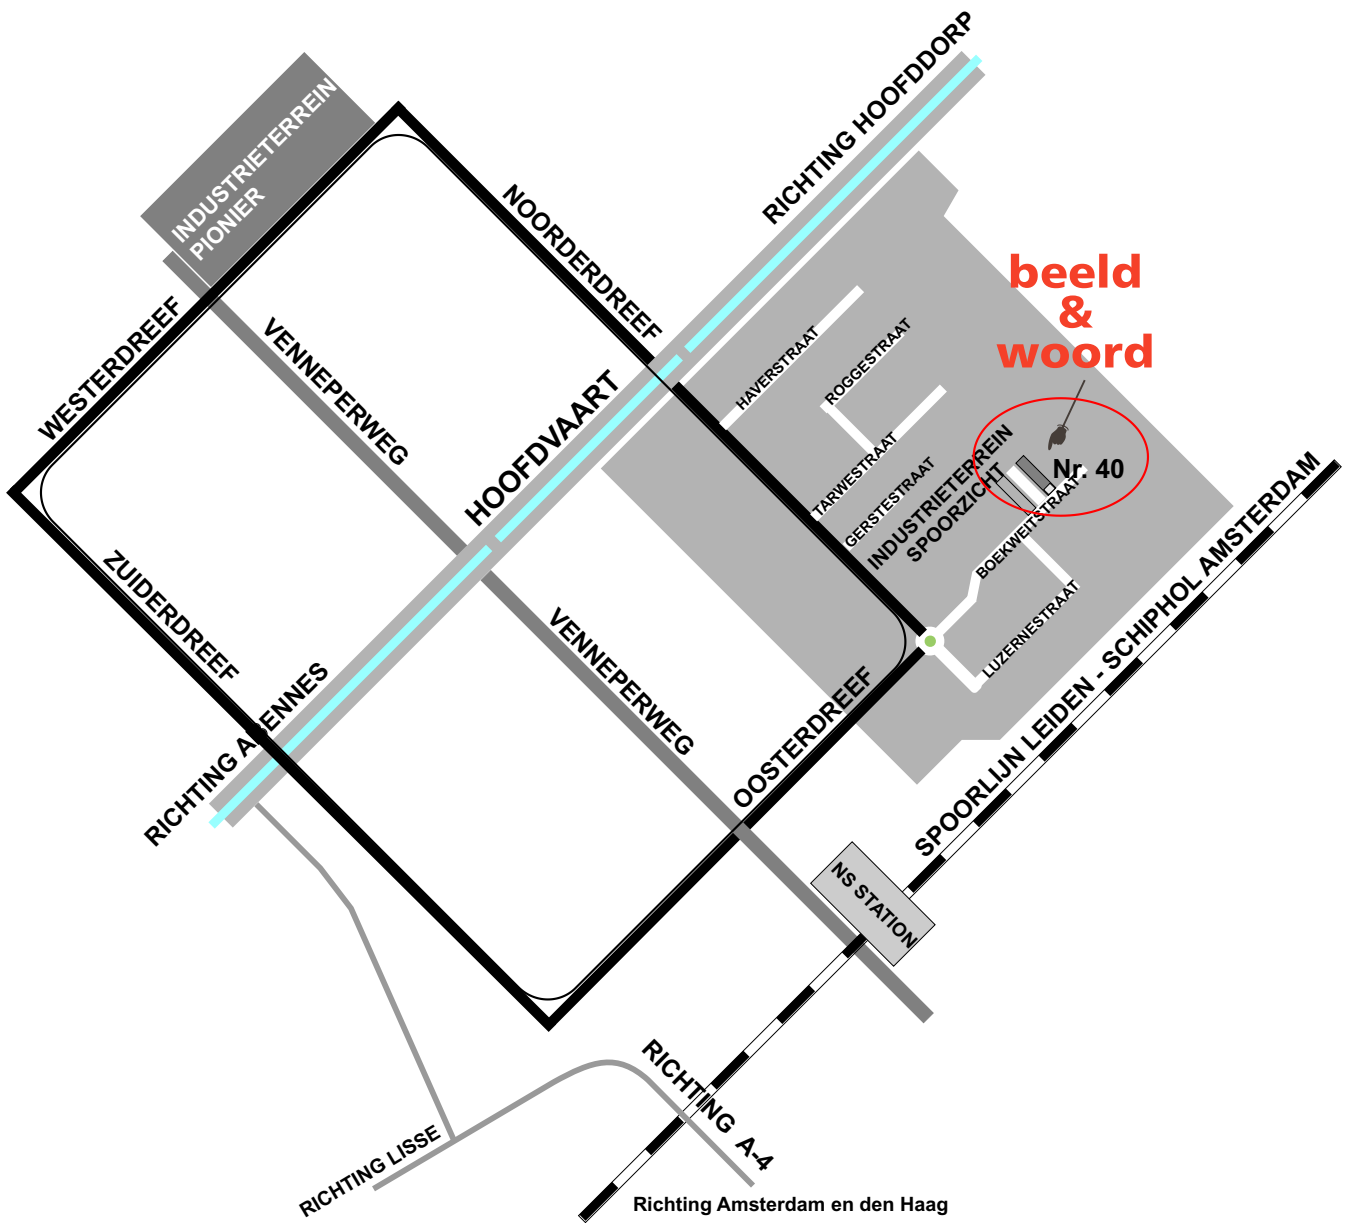 RICHTING HOOFDDORP
INDUSTRIETERREIN
PIONIER
NOORDERDREEF
beeld
&
woord
WESTERDREEF
VENNEPERWEG
HOOFDVAART
HAVERSTRAAT
ROGGESTRAAT
TARWESTRAAT
GERSTESTRAAT
INDUSTRIETERREIN
SPOORZICHT
Nr. 40
BOEKWEITSTRAAT
LUZERNESTRAAT
ZUIDERDREEF
VENNEPERWEG
OOSTERDREEF
RICHTING ABENNES
SPOORLIJN LEIDEN - SCHIPHOL AMSTERDAM
NS STATION
RICHTING A-4
RICHTING LISSE
Richting Amsterdam en den Haag